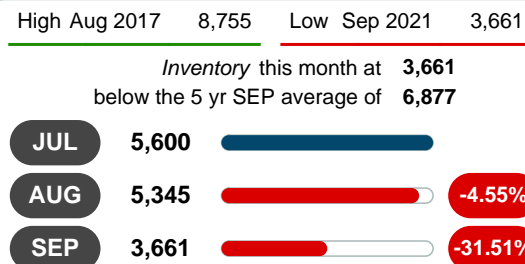 High Aug 2017 8,755 Low Sep 2021 3,661
Inventory this month at 3,661
below the 5 yr SEP average of 6,877
JUL 5,600
AUG 5,345 -4.55%
SEP 3,661 -31.51%